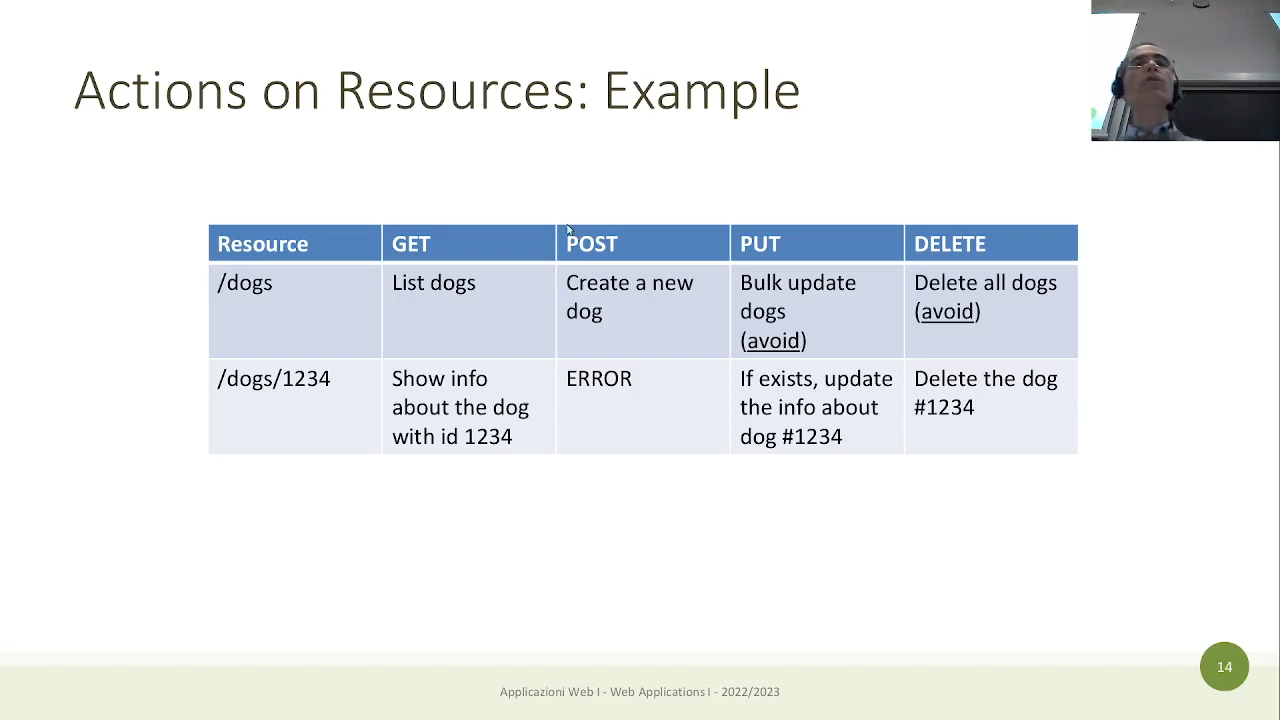 Actions on Resources: Example
Resource GET POST PUT DELETE
/dogs List dogs Create a new dog Bulk update dogs (avoid) Delete all dogs (avoid)
/dogs/1234 Show info about the dog with id 1234 ERROR If exists, update the info about dog #1234 Delete the dog #1234
14
Applicazioni Web I - Web Applications I - 2022/2023